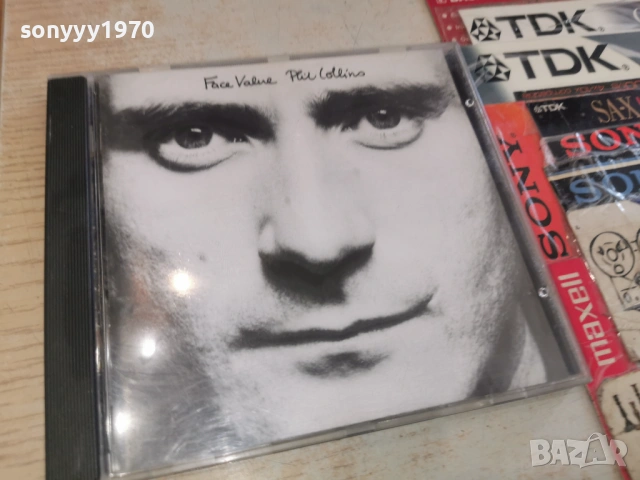 sonyyy1970
Face Value Phil Collins
TDK
TDK
TDK
SAX
SON
SONY
SO
maxell
BAZAR